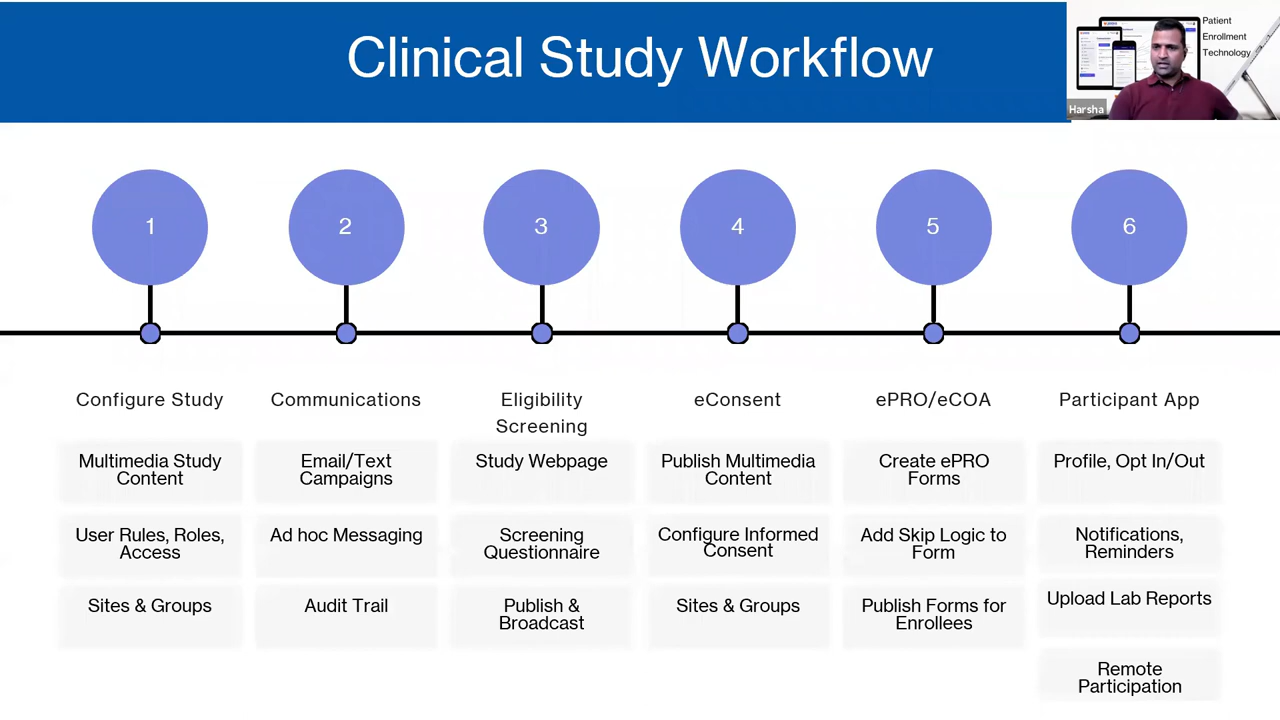 Clinical Study Workflow
Patient
Enrollment
Technology
Harsha
1
2
3
4
5
6
Configure Study
Multimedia Study
Content
User Rules, Roles,
Access
Sites & Groups
Communications
Email/Text
Campaigns
Ad hoc Messaging
Audit Trail
Eligibility
Screening
Study Webpage
Screening
Questionnaire
Publish &
Broadcast
eConsent
Publish Multimedia
Content
Configure Informed
Consent
Sites & Groups
ePRO/eCOA
Create ePRO
Forms
Add Skip Logic to
Form
Publish Forms for
Enrollees
Participant App
Profile, Opt In/Out
Notifications,
Reminders
Upload Lab Reports
Remote
Participation